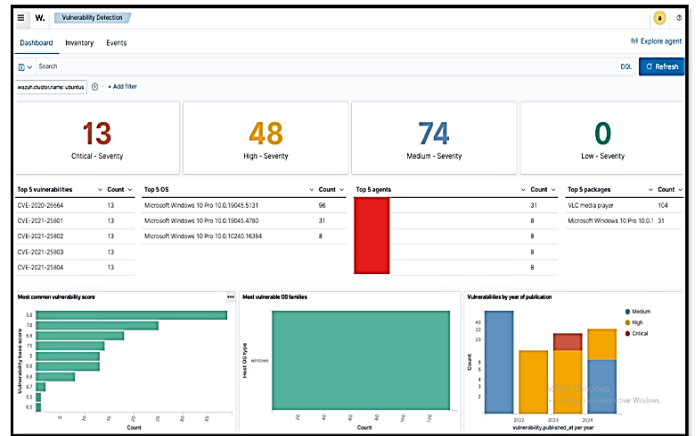 W. Vulnerability Detection a
Dashboard Inventory Events Explore agent
Search DQL Refresh
wazuh.cluster.name: ubuntus + Add filter
13 48 74 0
Critical - Severity High - Severity Medium - Severity Low - Severity
Top 5 vulnerabilities Count Top 5 OS Count Top 5 agents Count Top 5 packages Count
CVE-2020-26664 13 Microsoft Windows 10 Pro 10.0.19045.5131 96 31 VLC media player 104
CVE-2021-25801 13 Microsoft Windows 10 Pro 10.0.19045.4780 31 8 Microsoft Windows 10 Pro 10.0.1 31
CVE-2021-25802 13 Microsoft Windows 10 Pro 10.0.10240.16384 8 8
CVE-2021-25803 13 8
CVE-2021-25804 13 8
Most common vulnerability score Most vulnerable OS families Vulnerabilities by year of publication
Vulnerability base score
Count
Host OS type
windows
Count
Count
Medium
High
Critical
2022 2023 2024
vulnerability.published_at per year